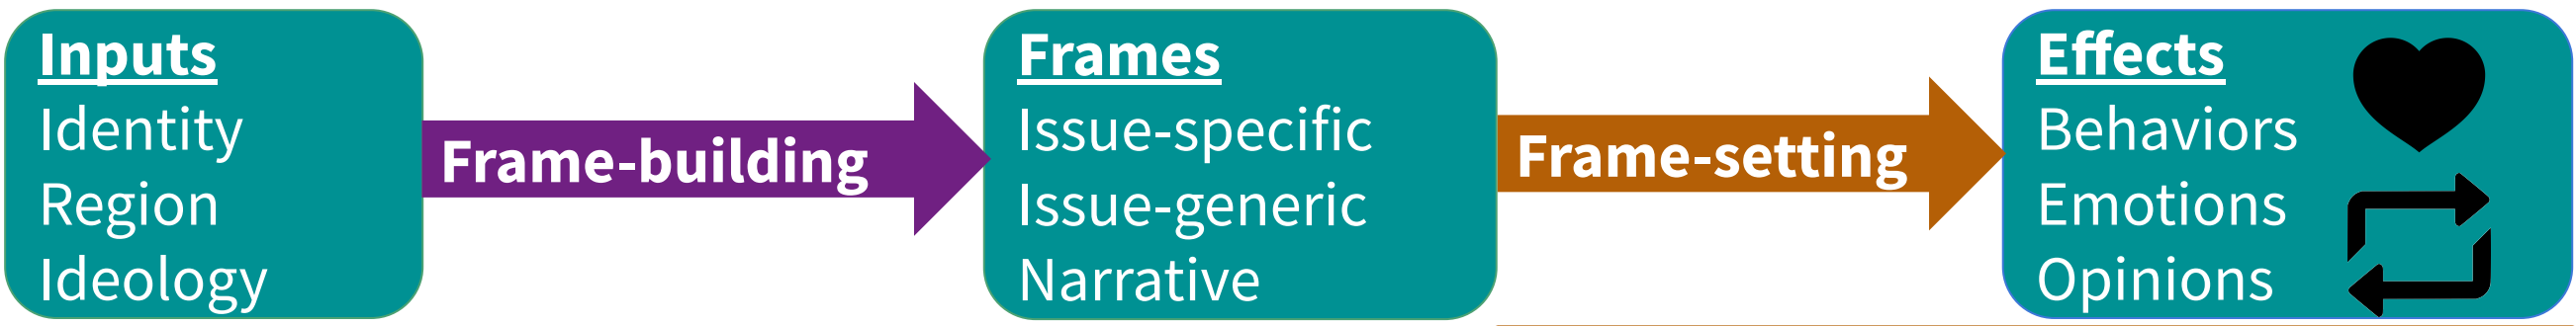 Inputs
Identity
Region
Ideology
Frame-building
Frames
Issue-specific
Issue-generic
Narrative
Frame-setting
Effects
Behaviors
Emotions
Opinions